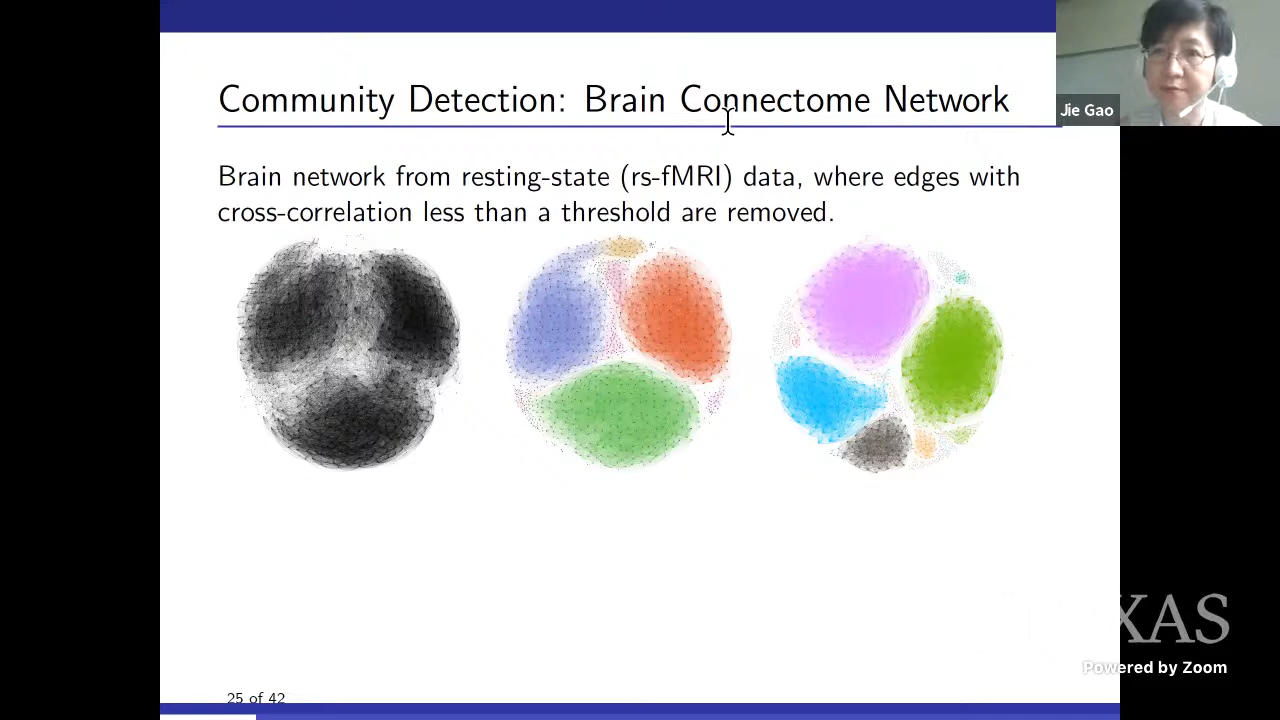 Community Detection: Brain Connectome Network
Jie Gao
Brain network from resting-state (rs-fMRI) data, where edges with
cross-correlation less than a threshold are removed.
XAS
Powered by Zoom
25 of 42